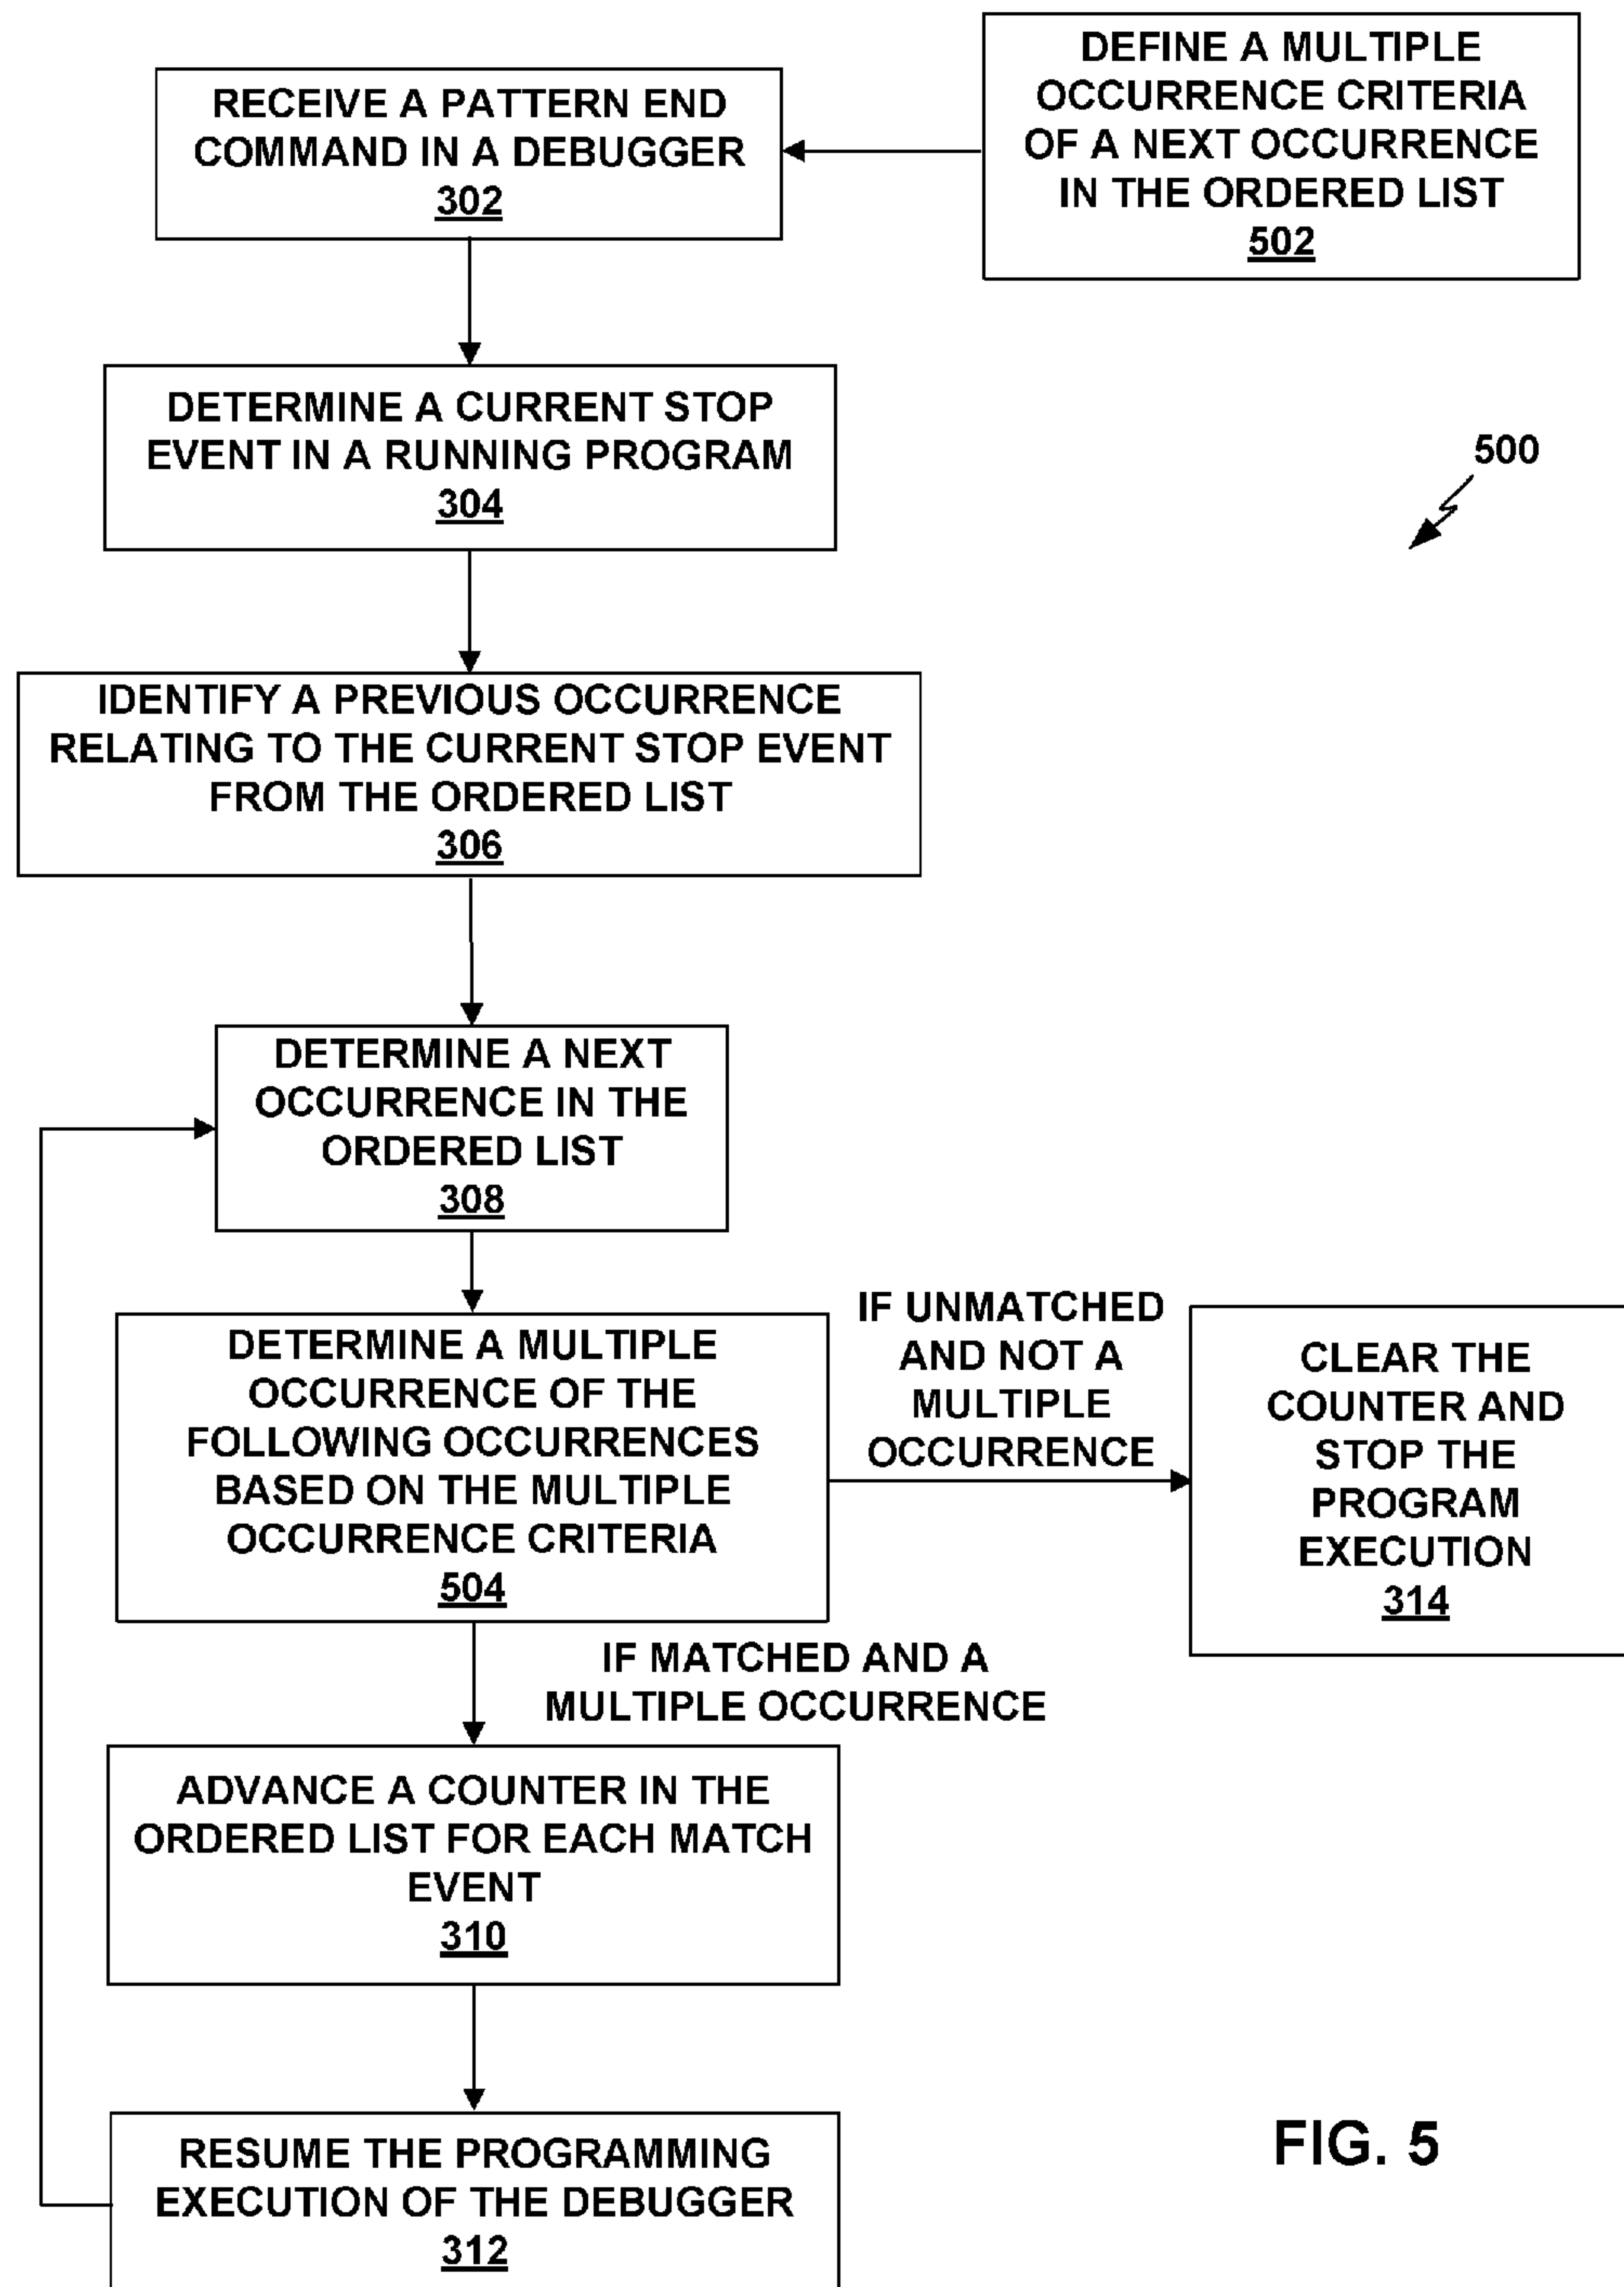 RECEIVE A PATTERN END
COMMAND IN A DEBUGGER
302
DEFINE A MULTIPLE
OCCURRENCE CRITERIA
OF A NEXT OCCURRENCE
IN THE ORDERED LIST
502
DETERMINE A CURRENT STOP
EVENT IN A RUNNING PROGRAM
304
500
IDENTIFY A PREVIOUS OCCURRENCE
RELATING TO THE CURRENT STOP EVENT
FROM THE ORDERED LIST
306
DETERMINE A NEXT
OCCURRENCE IN THE
ORDERED LIST
308
DETERMINE A MULTIPLE
OCCURRENCE OF THE
FOLLOWING OCCURRENCES
BASED ON THE MULTIPLE
OCCURRENCE CRITERIA
504
IF UNMATCHED
AND NOT A
MULTIPLE
OCCURRENCE
CLEAR THE
COUNTER AND
STOP THE
PROGRAM
EXECUTION
314
IF MATCHED AND A
MULTIPLE OCCURRENCE
ADVANCE A COUNTER IN THE
ORDERED LIST FOR EACH MATCH
EVENT
310
RESUME THE PROGRAMMING
EXECUTION OF THE DEBUGGER
312
FIG. 5